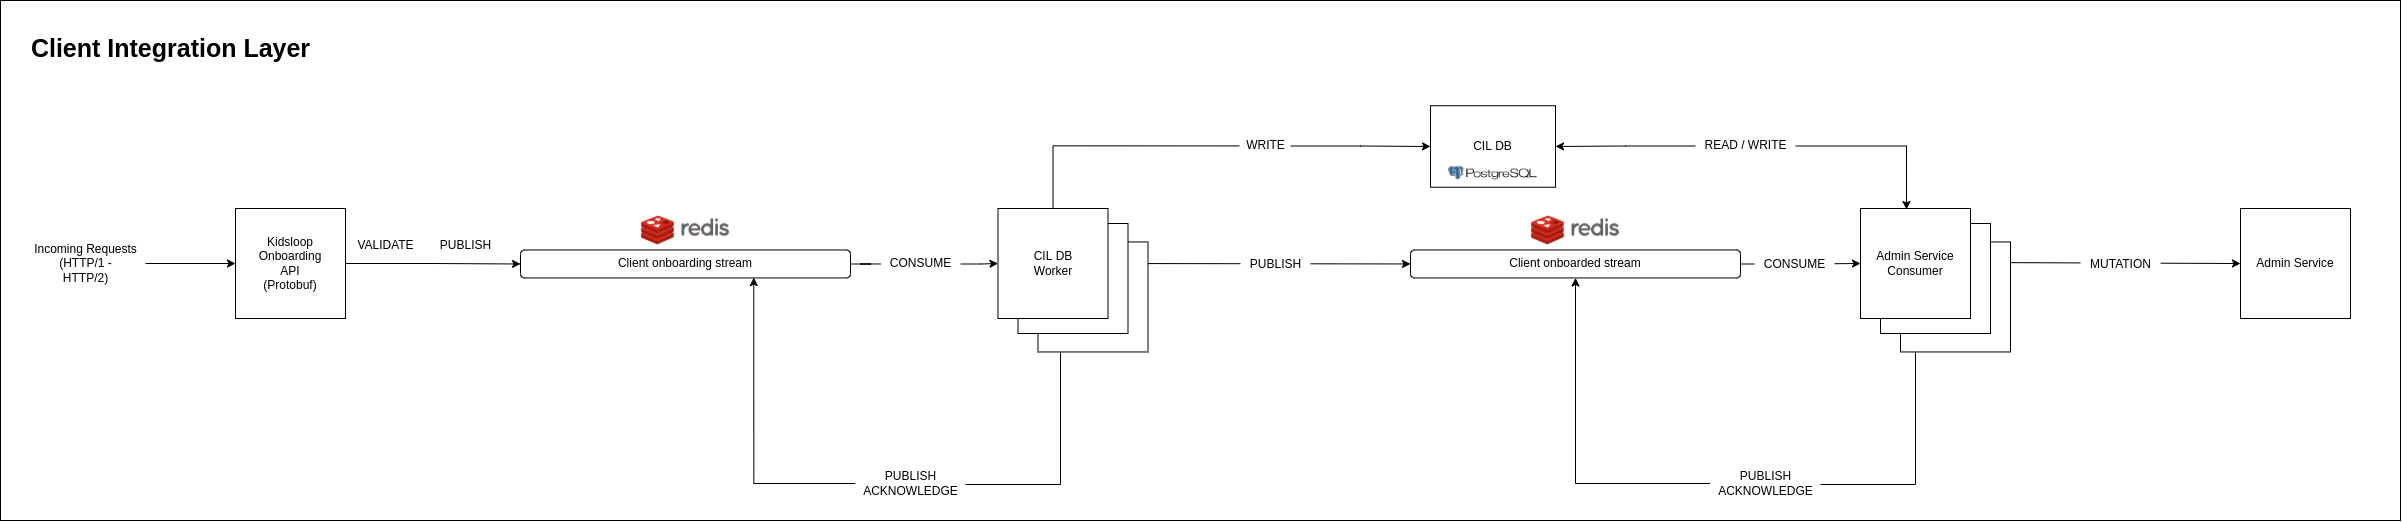 Client Integration Layer
Incoming Requests
(HTTP/1 -
HTTP/2)
Kidsloop
Onboarding
API
(Protobuf)
VALIDATE
PUBLISH
redis
Client onboarding stream
CONSUME
CIL DB
Worker
WRITE
CIL DB
PostgreSQL
READ / WRITE
PUBLISH
redis
Client onboarded stream
CONSUME
Admin Service
Consumer
MUTATION
Admin Service
PUBLISH
ACKNOWLEDGE
PUBLISH
ACKNOWLEDGE